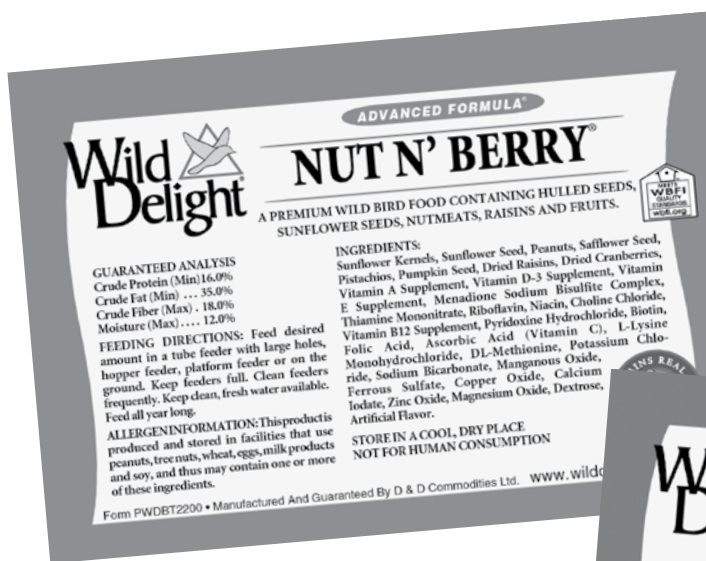 ADVANCED FORMULA®
Wild
Delight®
NUT N' BERRY®
A PREMIUM WILD BIRD FOOD CONTAINING HULLED SEEDS,
SUNFLOWER SEEDS, NUTMEATS, RAISINS AND FRUITS.
MEETS
WBFI
QUALITY
STANDARDS
wbfi.org
GUARANTEED ANALYSIS
Crude Protein (Min)16.0%
Crude Fat (Min) ... 35.0%
Crude Fiber (Max) . 18.0%
Moisture (Max).... 12.0%
FEEDING DIRECTIONS: Feed desired
amount in a tube feeder with large holes,
hopper feeder, platform feeder or on the
ground. Keep feeders full. Clean feeders
frequently. Keep clean, fresh water available.
Feed all year long.
ALLERGEN INFORMATION: This product is
produced and stored in facilities that use
peanuts, tree nuts, wheat, eggs, milk products
and soy, and thus may contain one or more
of these ingredients.
INGREDIENTS:
Sunflower Kernels, Sunflower Seed, Peanuts, Safflower Seed,
Pistachios, Pumpkin Seed, Dried Raisins, Dried Cranberries,
Vitamin A Supplement, Vitamin D-3 Supplement, Vitamin
E Supplement, Menadione Sodium Bisulfite Complex,
Thiamine Mononitrate, Riboflavin, Niacin, Choline Chloride,
Vitamin B12 Supplement, Pyridoxine Hydrochloride, Biotin,
Folic Acid, Ascorbic Acid (Vitamin C), L-Lysine
Monohydrochloride, DL-Methionine, Potassium Chlo-
ride, Sodium Bicarbonate, Manganous Oxide,
Ferrous Sulfate, Copper Oxide, Calcium
Iodate, Zinc Oxide, Magnesium Oxide, Dextrose,
Artificial Flavor.
STORE IN A COOL, DRY PLACE
NOT FOR HUMAN CONSUMPTION
INS REAL
Form PWDBT2200 • Manufactured And Guaranteed By D & D Commodities Ltd. www.wild
W
D